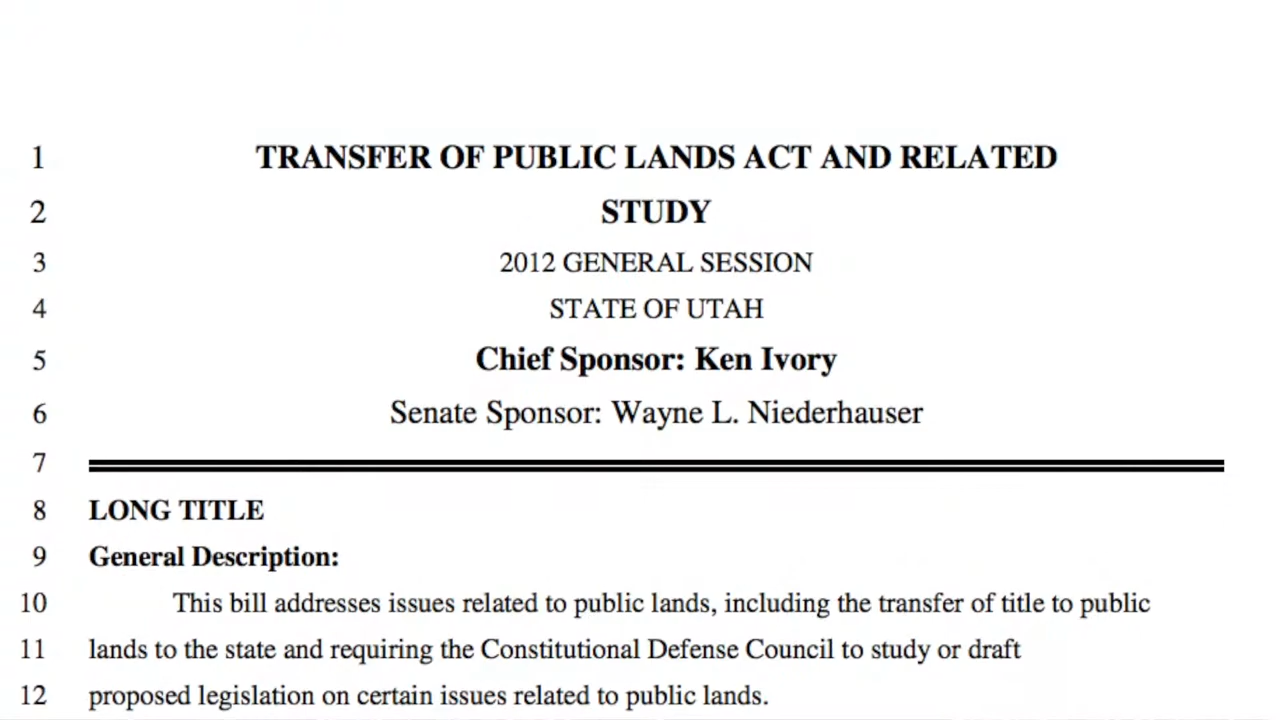 1 TRANSFER OF PUBLIC LANDS ACT AND RELATED
2 STUDY
3 2012 GENERAL SESSION
4 STATE OF UTAH
5 Chief Sponsor: Ken Ivory
6 Senate Sponsor: Wayne L. Niederhauser
7
8 LONG TITLE
9 General Description:
10 This bill addresses issues related to public lands, including the transfer of title to public
11 lands to the state and requiring the Constitutional Defense Council to study or draft
12 proposed legislation on certain issues related to public lands.